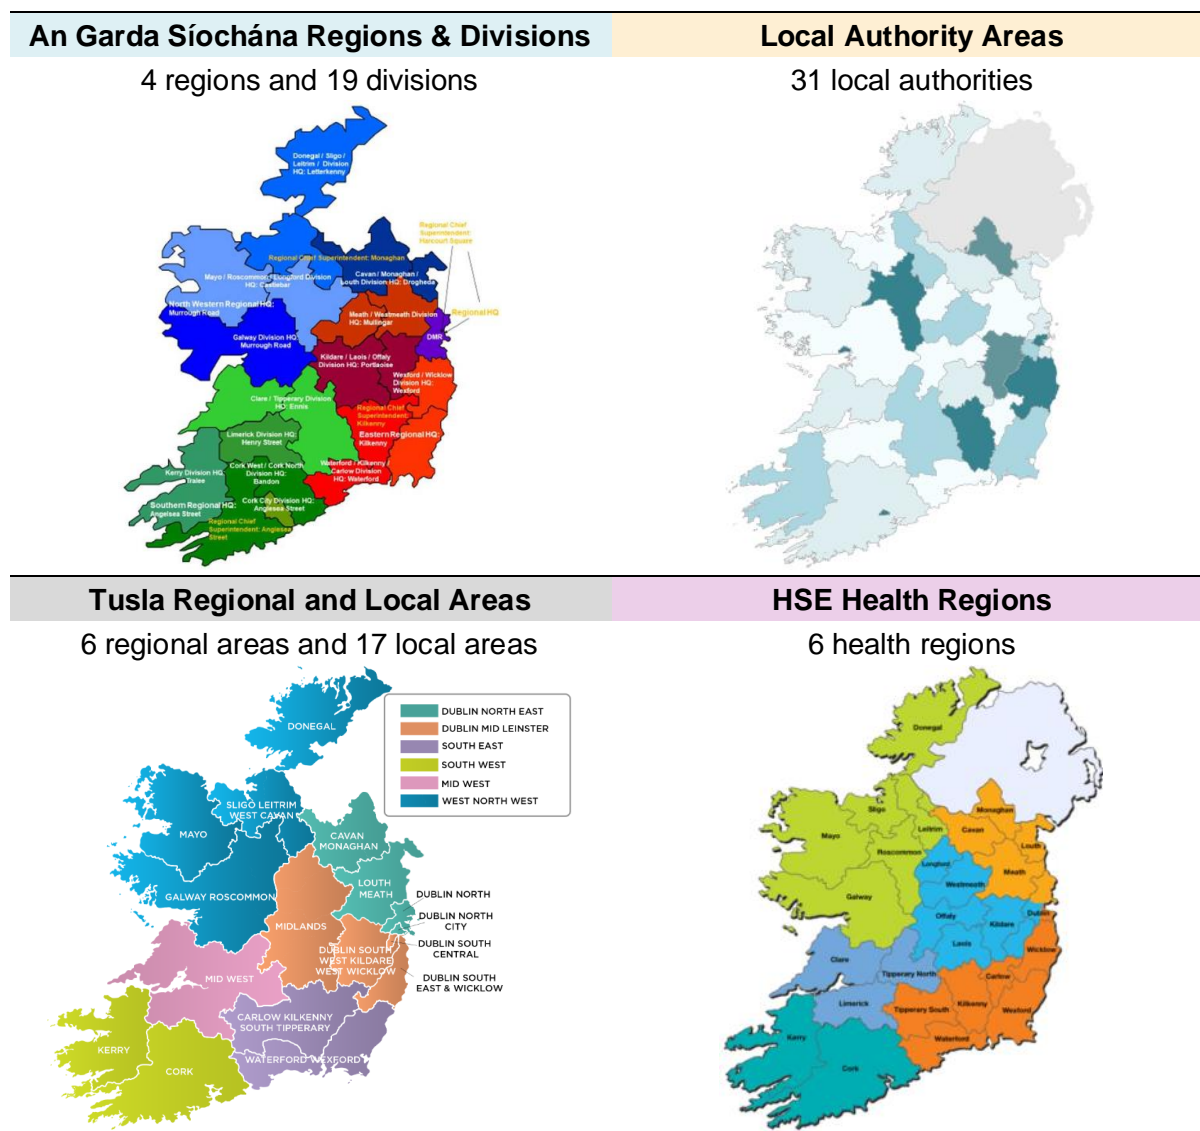 An Garda Síochána Regions & Divisions
4 regions and 19 divisions
Donegal / Sligo /
Leitrim / Division
HQ: Letterkenny
Regional Chief
Superintendent:
Harcourt Square
Regional Chief Superintendent: Monaghan
Mayo / Roscommon / Longford Division
HQ: Castlebar
Cavan / Monaghan /
Louth Division HQ: Drogheda
North Western Regional HQ:
Murrough Road
Meath / Westmeath Division
HQ: Mullingar
Regional HQ
DMR
Galway Division HQ:
Murrough Road
Kildare / Laois / Offaly
Division HQ: Portlaoise
Wexford / Wicklow
Division HQ:
Wexford
Clare / Tipperary Division
HQ: Ennis
Regional Chief
Superintendent:
Kilkenny
Limerick Division HQ:
Henry Street
Eastern Regional HQ:
Kilkenny
Kerry Division HQ:
Tralee
Cork West / Cork North
Division HQ:
Bandon
Waterford / Kilkenny /
Carlow Division
HQ: Waterford
Southern Regional HQ:
Angelsea Street
Cork City Division HQ:
Anglesea Street
Regional Chief
Superintendent: Anglesea
Street
Local Authority Areas
31 local authorities
Tusla Regional and Local Areas
6 regional areas and 17 local areas
DUBLIN NORTH EAST
DUBLIN MID LEINSTER
SOUTH EAST
SOUTH WEST
MID WEST
WEST NORTH WEST
DONEGAL
SLIGO LEITRIM
WEST CAVAN
MAYO
CAVAN
MONAGHAN
GALWAY ROSCOMMON
LOUTH
MEATH
DUBLIN NORTH
MIDLANDS
DUBLIN NORTH
CITY
DUBLIN SOUTH
CENTRAL
DUBLIN SOUTH
WEST KILDARE
WEST WICKLOW
DUBLIN SOUTH
EAST & WICKLOW
MID WEST
CARLOW KILKENNY
SOUTH TIPPERARY
KERRY
WATERFORD
WEXFORD
CORK
HSE Health Regions
6 health regions
Donegal
Sligo
Monaghan
Mayo
Leitrim
Cavan
Roscommon
Louth
Longford
Meath
Westmeath
Galway
Offaly
Dublin
Kildare
Laois
Wicklow
Clare
Tipperary North
Carlow
Limerick
Tipperary South
Kilkenny
Wexford
Kerry
Waterford
Cork